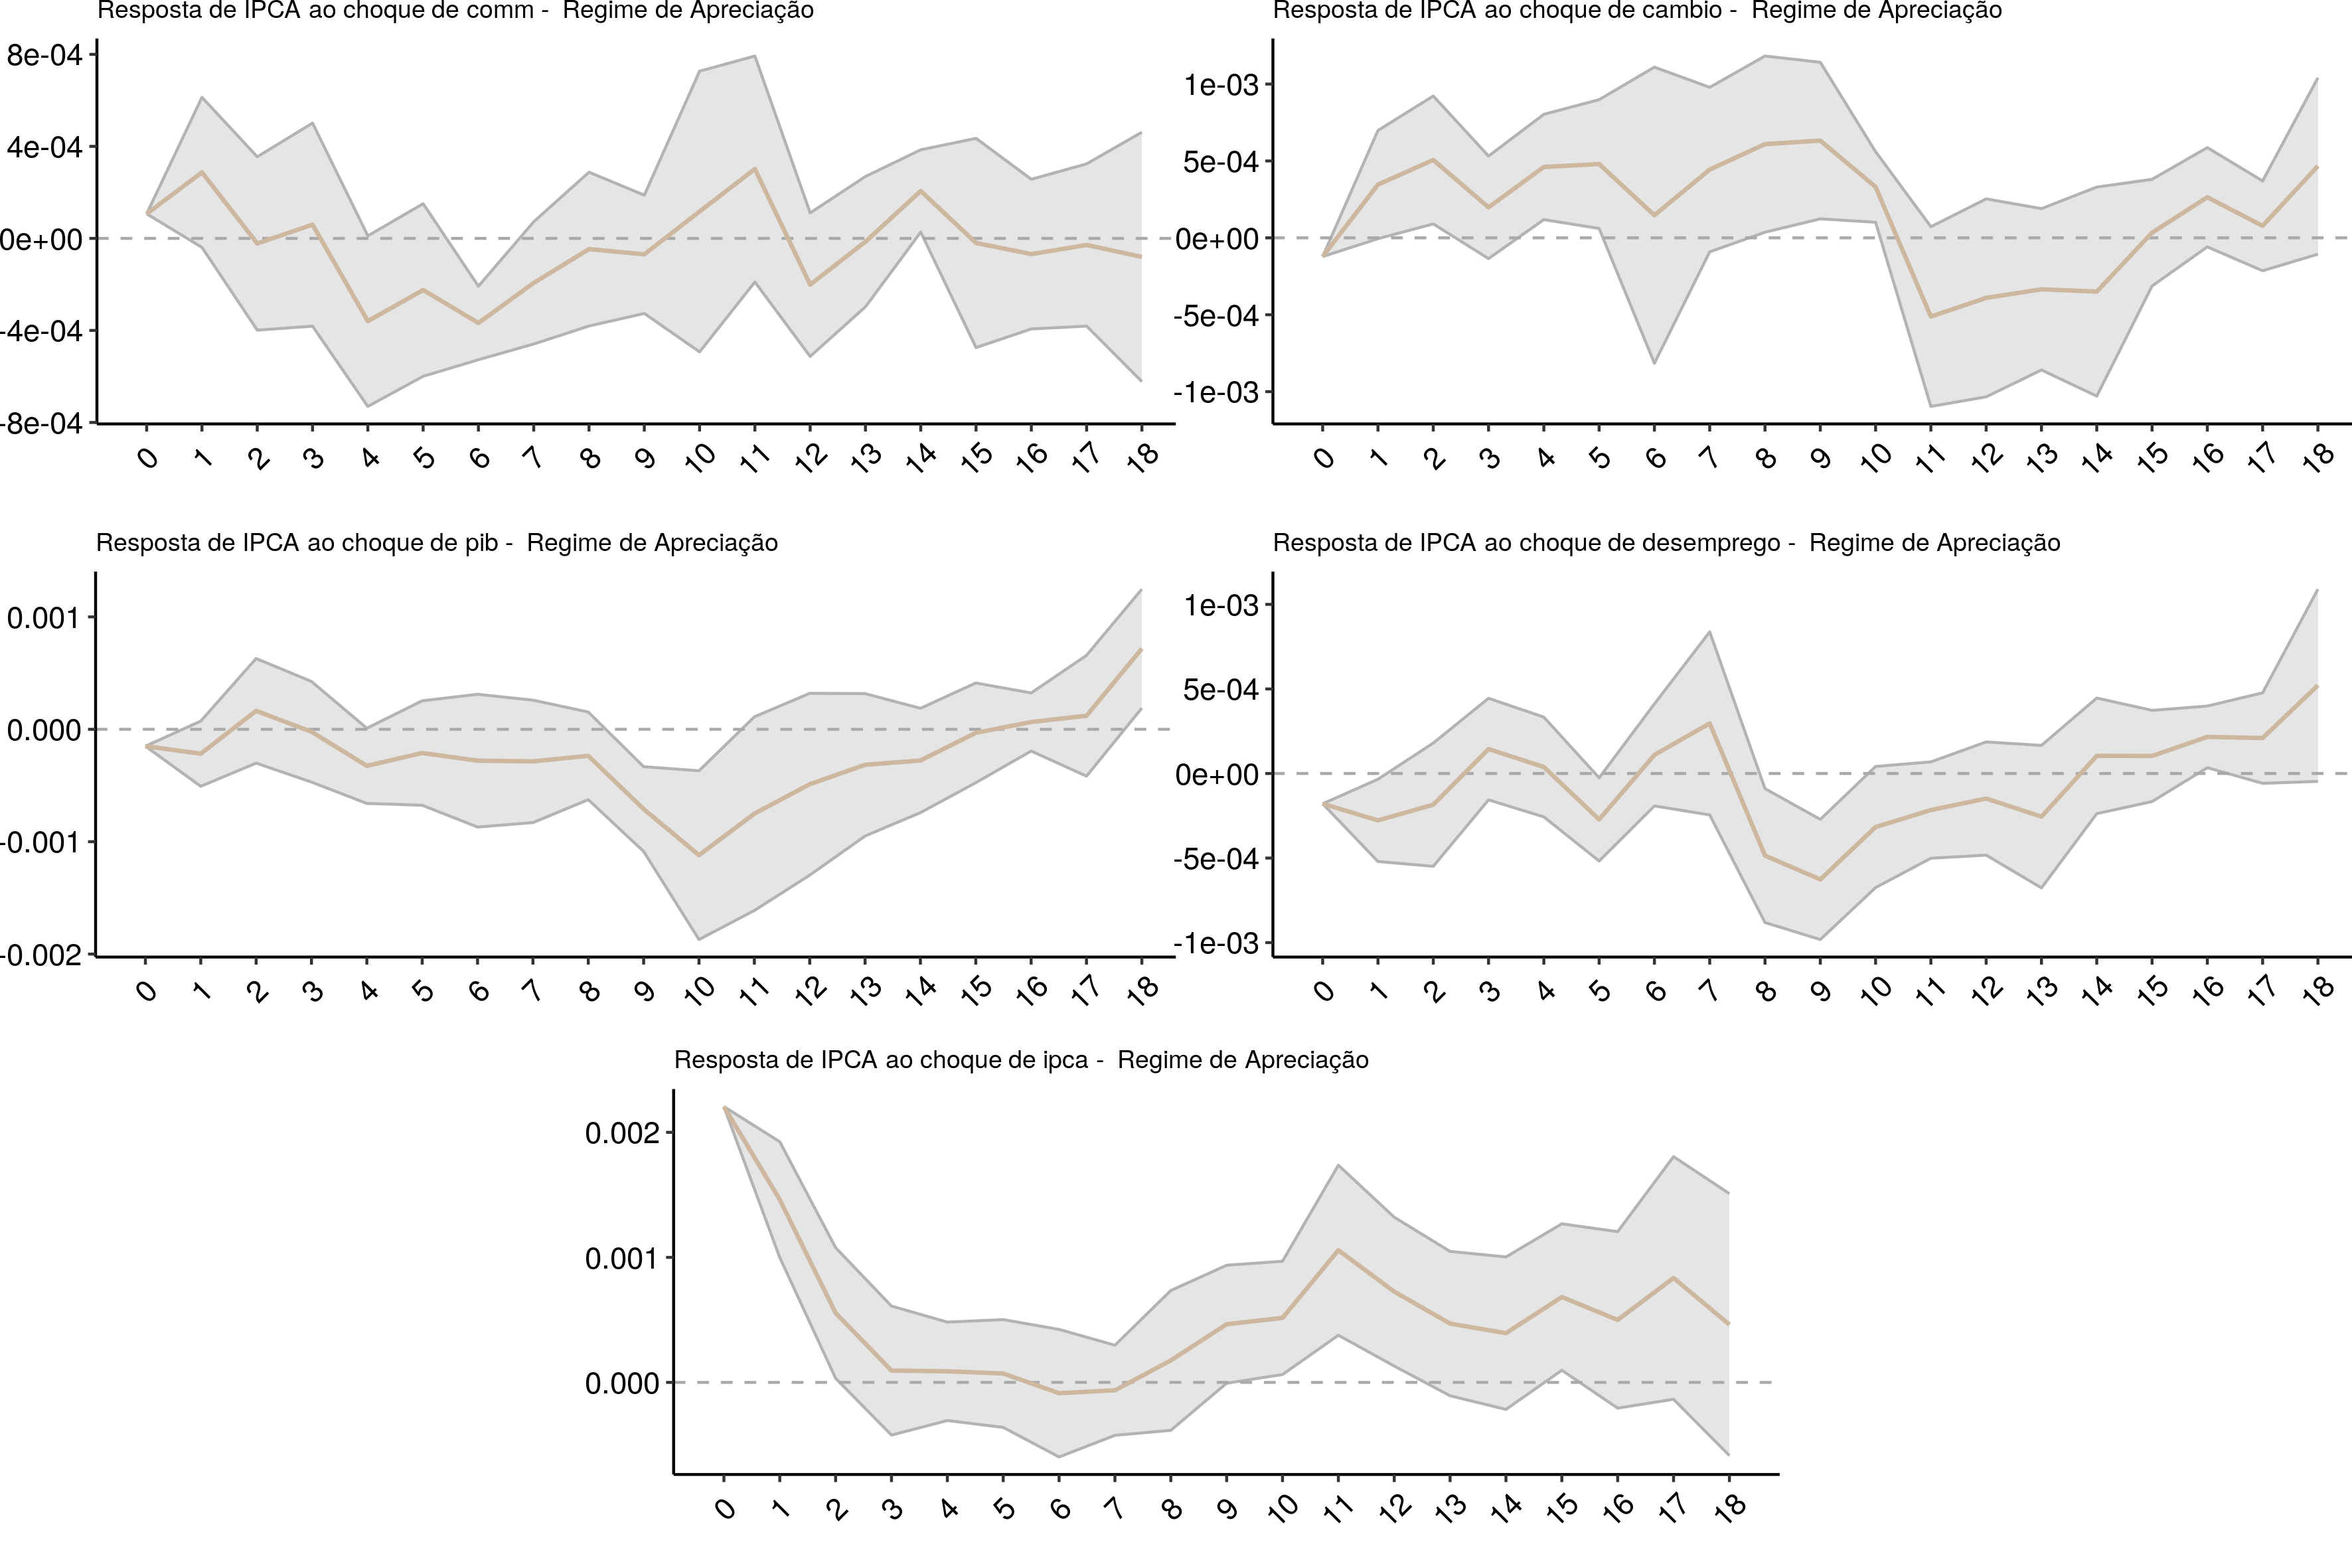 Resposta de IPCA ao choque de comm - Regime de Apreciação
8e-04
4e-04
0e+00
-4e-04
-8e-04
0 1 2 3 4 5 6 7 8 9 10 11 12 13 14 15 16 17 18
Resposta de IPCA ao choque de cambio - Regime de Apreciação
1e-03
5e-04
0e+00
-5e-04
-1e-03
0 1 2 3 4 5 6 7 8 9 10 11 12 13 14 15 16 17 18
Resposta de IPCA ao choque de pib - Regime de Apreciação
0.001
0.000
-0.001
-0.002
0 1 2 3 4 5 6 7 8 9 10 11 12 13 14 15 16 17 18
Resposta de IPCA ao choque de desemprego - Regime de Apreciação
1e-03
5e-04
0e+00
-5e-04
-1e-03
0 1 2 3 4 5 6 7 8 9 10 11 12 13 14 15 16 17 18
Resposta de IPCA ao choque de ipca - Regime de Apreciação
0.002
0.001
0.000
0 1 2 3 4 5 6 7 8 9 10 11 12 13 14 15 16 17 18